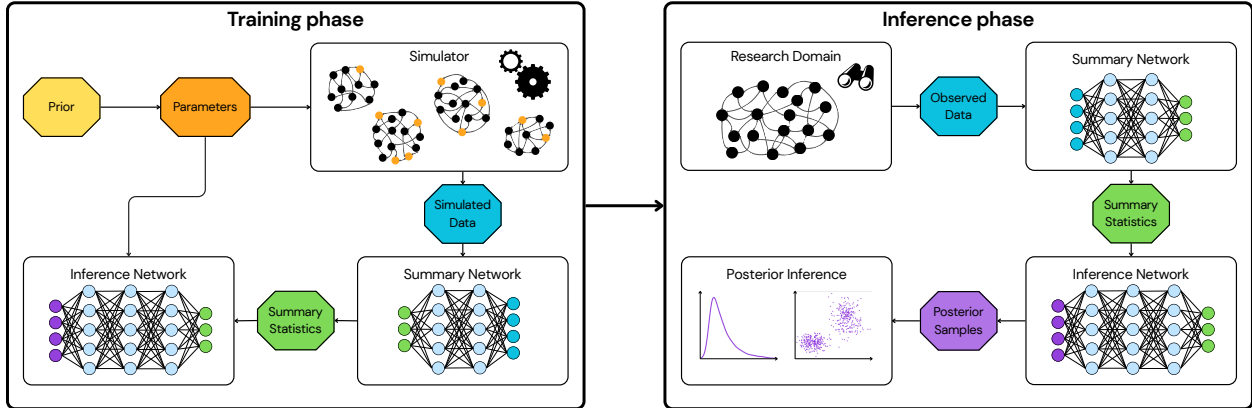 Training phase
Prior
Parameters
Simulator
Simulated
Data
Inference Network
Summary
Statistics
Summary Network
Inference phase
Research Domain
Observed
Data
Summary Network
Summary
Statistics
Posterior Inference
Posterior
Samples
Inference Network